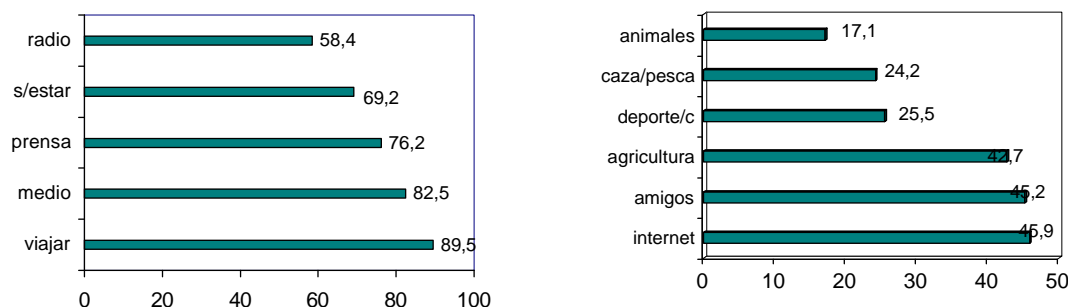 radio 58,4
s/estar 69,2
prensa 76,2
medio 82,5
viajar 89,5
0 20 40 60 80 100
animales 17,1
caza/pesca 24,2
deporte/c 25,5
agricultura 42,7
amigos 45,2
internet 45,9
0 10 20 30 40 50